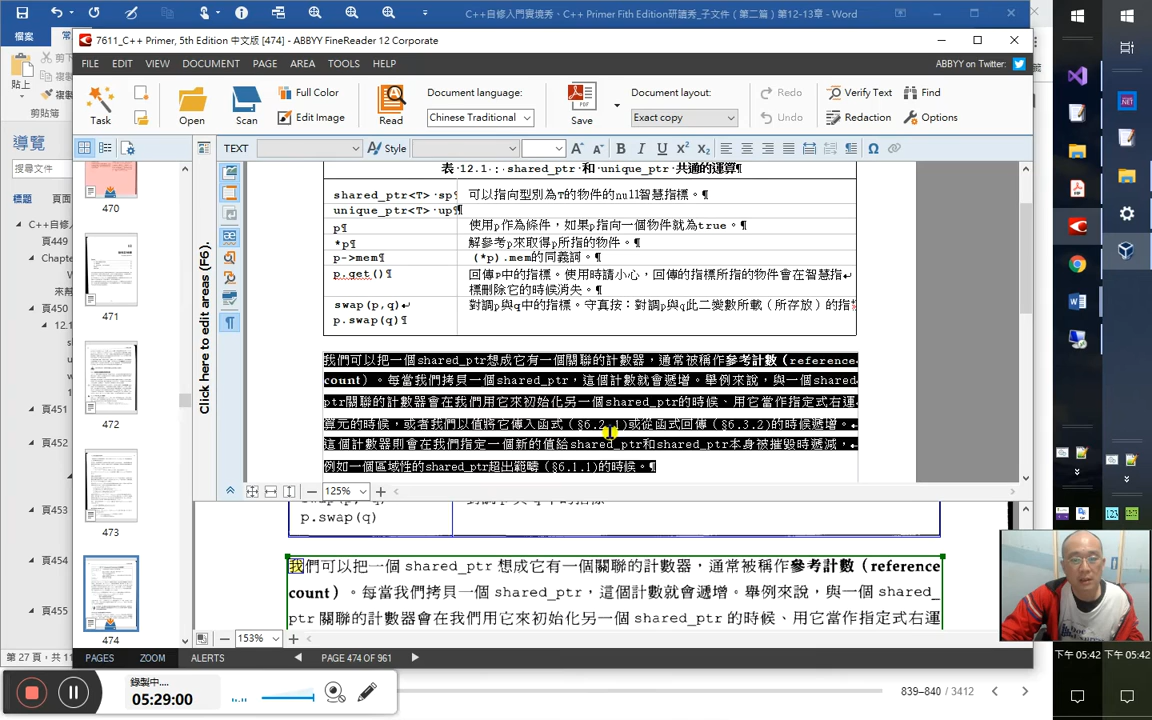 C++自修入門實境秀、C++ Primer Fith Edition研讀秀_子文件（第二篇）第12-13章 - Word
檔案
常
7611_C++ Primer, 5th Edition 中文版 [474] - ABBYY FineReader 12 Corporate
FILE EDIT VIEW DOCUMENT PAGE AREA TOOLS HELP
ABBYY on Twitter:
貼上
剪下
複製
剪貼簿
Task
Open
Scan
Full Color
Edit Image
Read
Document language:
Chinese Traditional
Save
Document layout:
Exact copy
Redo
Undo
Verify Text
Redaction
Find
Options
導覽
搜尋文件
標題 頁面
C++自修入
頁449
Chapte
來幫
頁450
12.1
頁451
頁452
頁453
頁454
頁455
第 27 頁，共 11
470
471
472
473
474
Click here to edit areas (F6).
TEXT
Style
表 12.1：shared_ptr 和 unique_ptr 共通的運算¶
shared_ptr<T> sp¶ 可以指向型別為T的物件的null智慧指標。¶
unique_ptr<T> up¶
p¶ 使用p作為條件，如果p指向一個物件就為true。¶
*p¶ 解參考p來取得p所指的物件。¶
p->mem¶ (*p).mem的同義詞。¶
p.get()¶ 回傳p中的指標。使用時請小心，回傳的指標所指的物件會在智慧指↵
標刪除它的時候消失。¶
swap(p,q)↵ 對調p與q中的指標。守真按：對調p與q此二變數所載（所存放）的指
p.swap(q)¶
我們可以把一個shared_ptr想成它有一個關聯的計數器，通常被稱作參考計數（reference
count）。每當我們拷貝一個shared_ptr，這個計數就會遞增。舉例來說，與一個shared_
ptr關聯的計數器會在我們用它來初始化另一個shared_ptr的時候、用它當作指定式右運
算元的時候，或者我們以值將它傳入函式（§6.2.1)或從函式回傳（§6.3.2）的時候遞增。↵
這個計數器則會在我們指定一個新的值給shared_ptr和shared_ptr本身被摧毀時遞減，↵
例如一個區域性的shared_ptr超出範疇（§6.1.1)的時候。¶
125%
p.swap(q)
我們可以把一個 shared_ptr 想成它有一個關聯的計數器，通常被稱作參考計數（reference
count）。每當我們拷貝一個 shared_ptr，這個計數就會遞增。舉例來說，與一個 shared_
ptr 關聯的計數器會在我們用它來初始化另一個 shared_ptr 的時候、用它當作指定式右運
153%
PAGES ZOOM ALERTS
PAGE 474 OF 961
錄製中...
05:29:00
839–840 / 3412
下午 05:42
下午 05:42